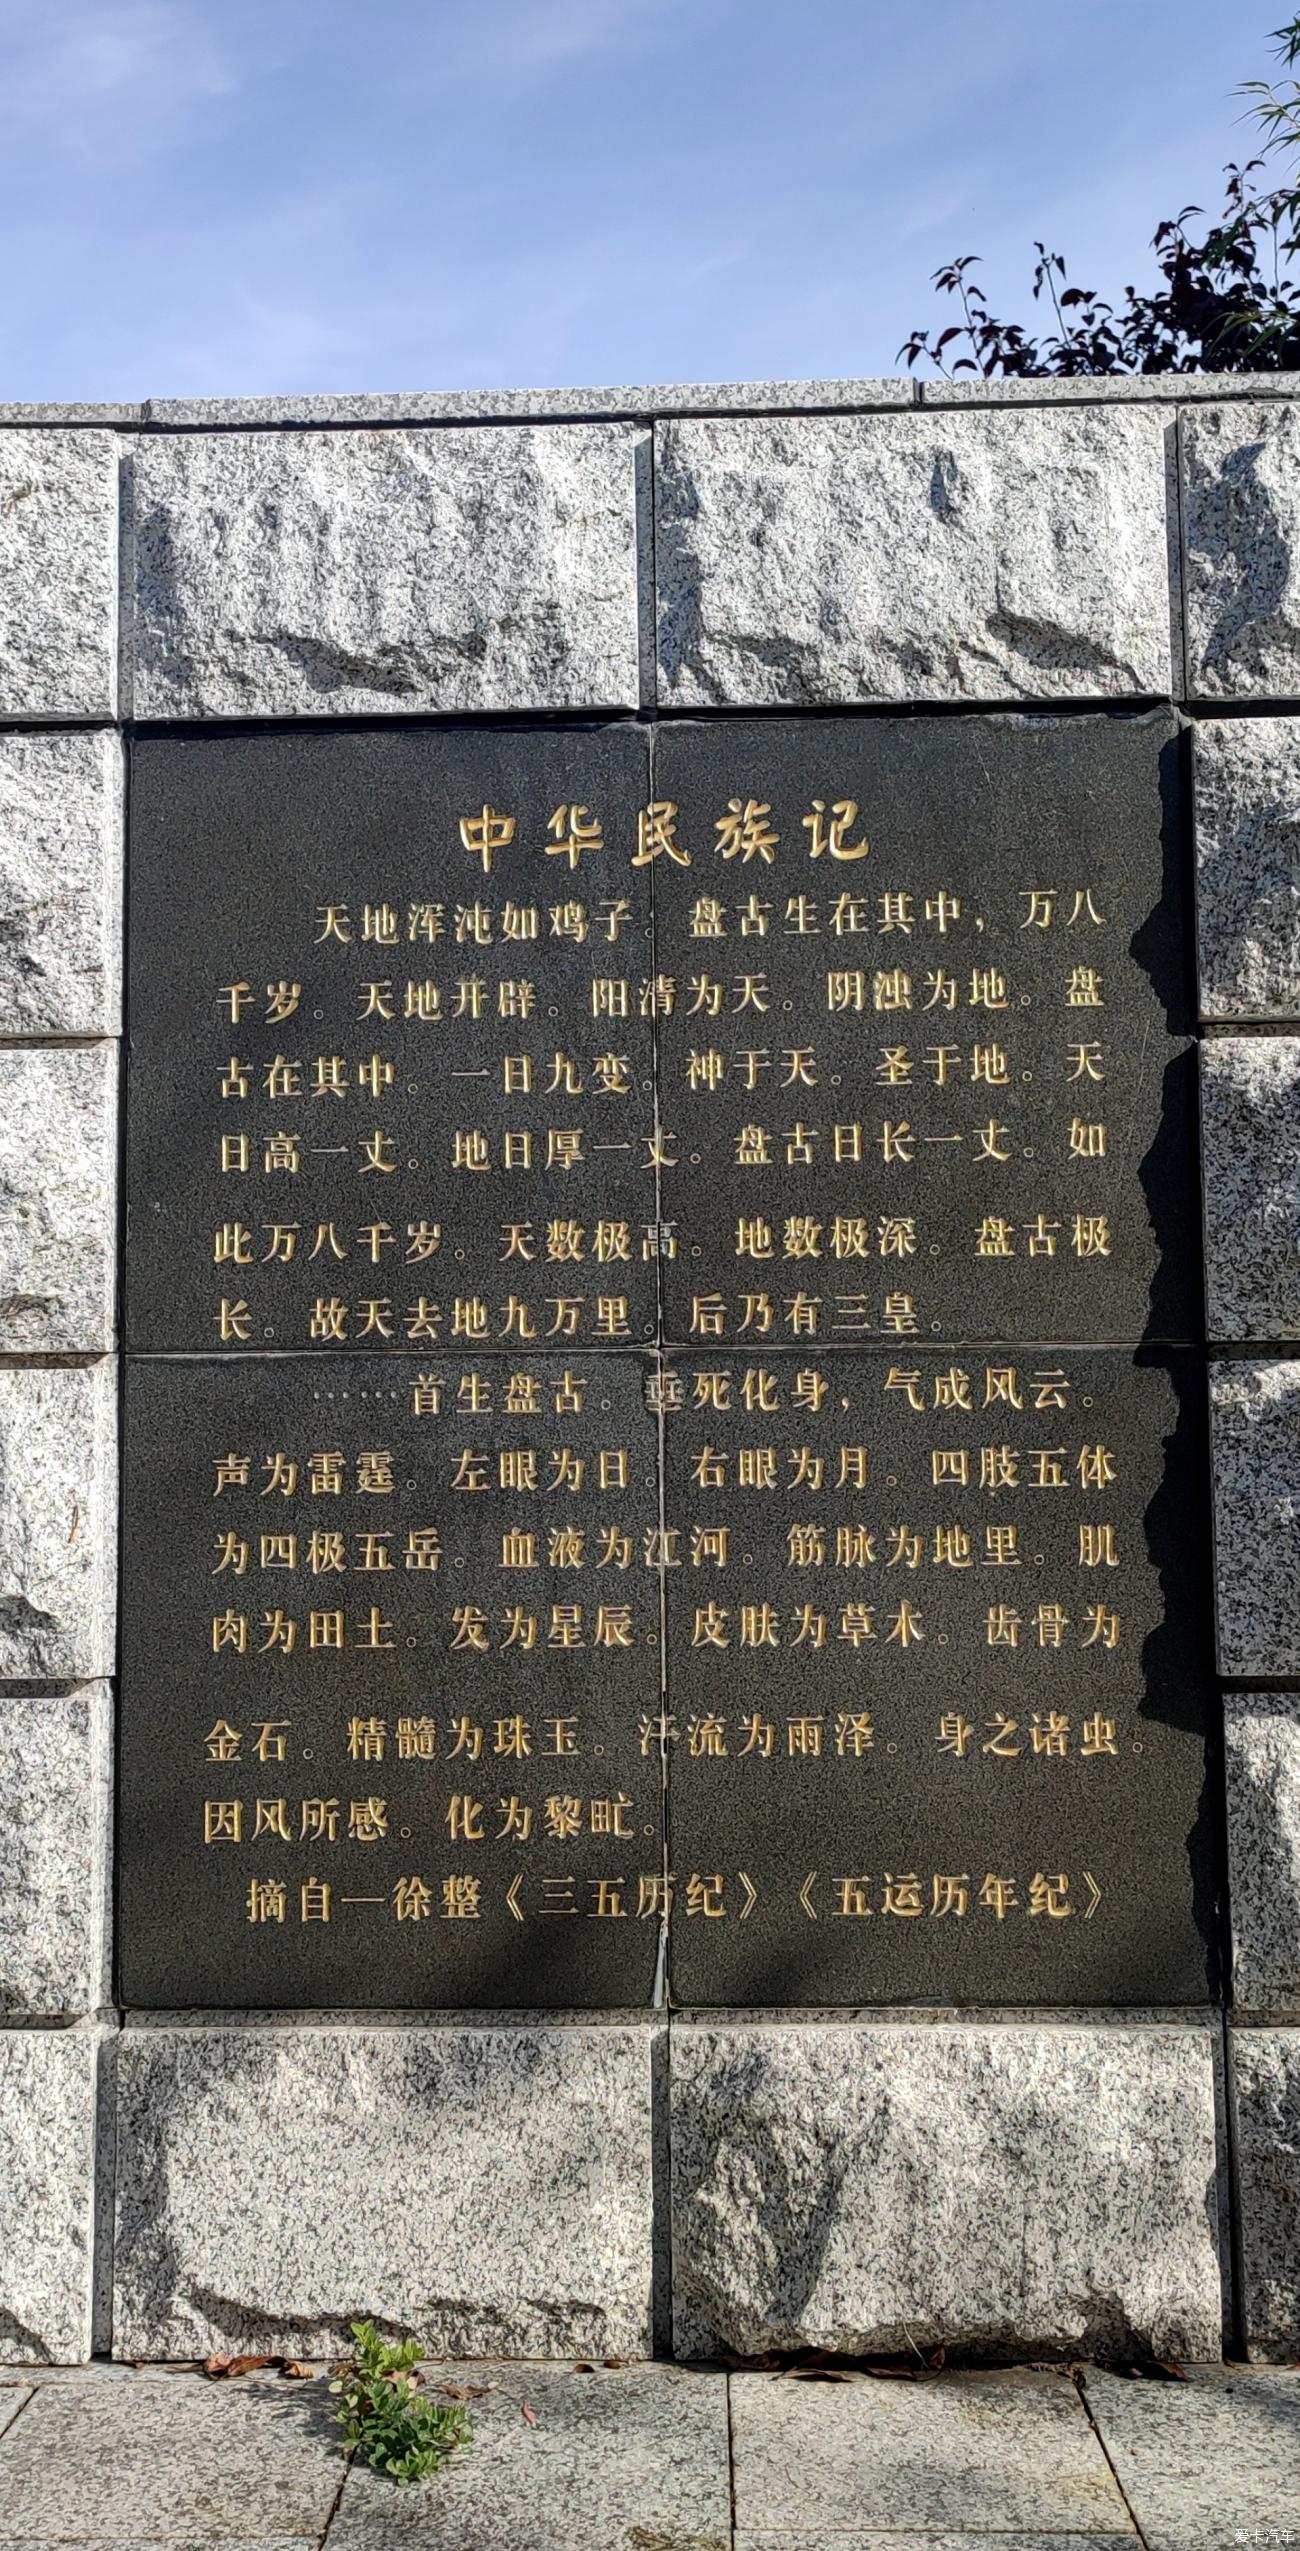 中华民族记
天地浑沌如鸡子。盘古生在其中，万八
千岁。天地开辟。阳清为天。阴浊为地。盘
古在其中。一日九变。神于天。圣于地。天
日高一丈。地日厚一丈。盘古日长一丈。如
此万八千岁。天数极高。地数极深。盘古极
长。故天去地九万里。后乃有三皇。
……首生盘古。垂死化身，气成风云。
声为雷霆。左眼为日。右眼为月。四肢五体
为四极五岳。血液为江河。筋脉为地里。肌
肉为田土。发为星辰。皮肤为草木。齿骨为
金石。精髓为珠玉。汗流为雨泽。身之诸虫。
因风所感。化为黎甿。
摘自—徐整《三五历纪》《五运历年纪》
爱卡汽车